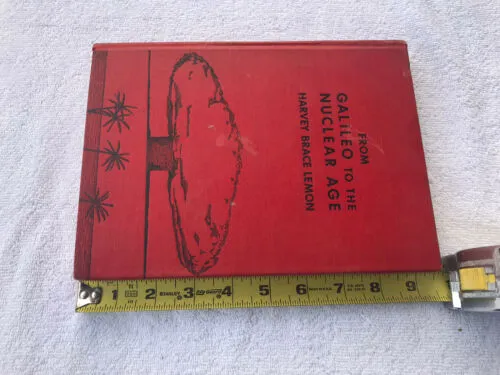 FROM
GALILEO TO THE
NUCLEAR AGE
HARVEY BRACE LEMON
1 2 3 4 5 6 7 8 9